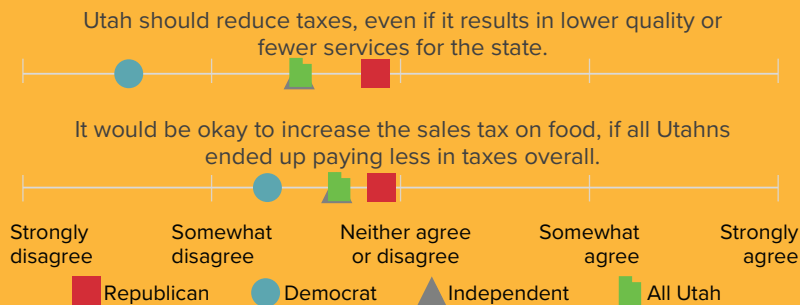 Utah should reduce taxes, even if it results in lower quality or
fewer services for the state.
It would be okay to increase the sales tax on food, if all Utahns
ended up paying less in taxes overall.
Strongly disagree
Somewhat disagree
Neither agree or disagree
Somewhat agree
Strongly agree
Republican
Democrat
Independent
All Utah